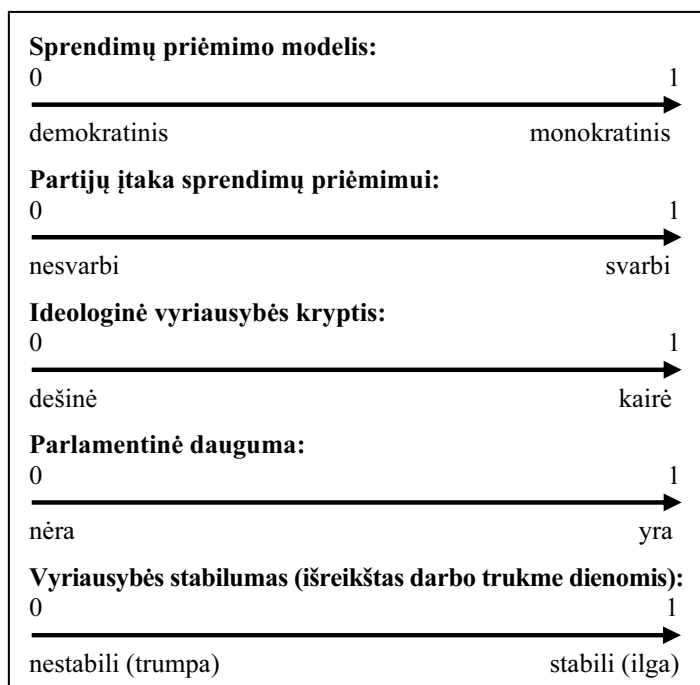 Sprendimų priėmimo modelis:
0 1
demokratinis monokratinis
Partijų įtaka sprendimų priėmimui:
0 1
nesvarbi svarbi
Ideologinė vyriausybės kryptis:
0 1
dešinė kairė
Parlamentinė dauguma:
0 1
nėra yra
Vyriausybės stabilumas (išreikštas darbo trukme dienomis):
0 1
nestabili (trumpa) stabili (ilga)